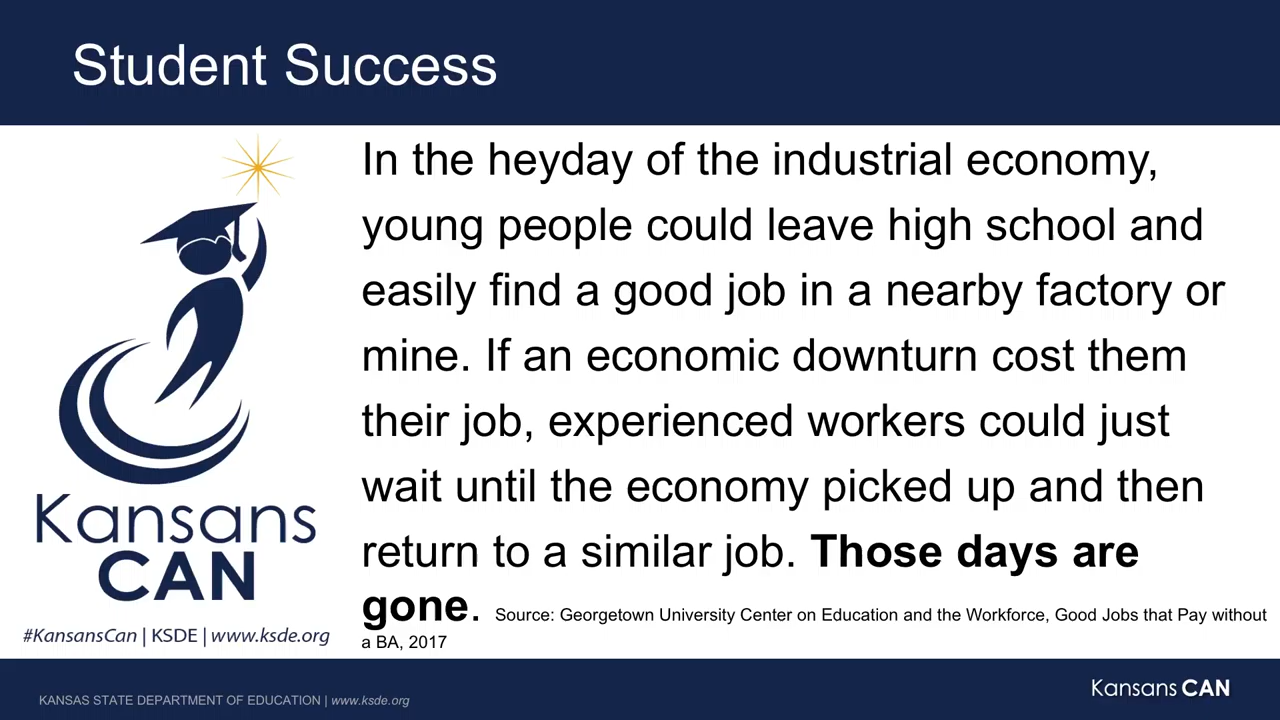 Student Success
In the heyday of the industrial economy,
young people could leave high school and
easily find a good job in a nearby factory or
mine. If an economic downturn cost them
their job, experienced workers could just
wait until the economy picked up and then
return to a similar job. Those days are
gone. Source: Georgetown University Center on Education and the Workforce, Good Jobs that Pay without
a BA, 2017
Kansans
CAN
#KansansCan | KSDE | www.ksde.org
KANSAS STATE DEPARTMENT OF EDUCATION | www.ksde.org
Kansans CAN